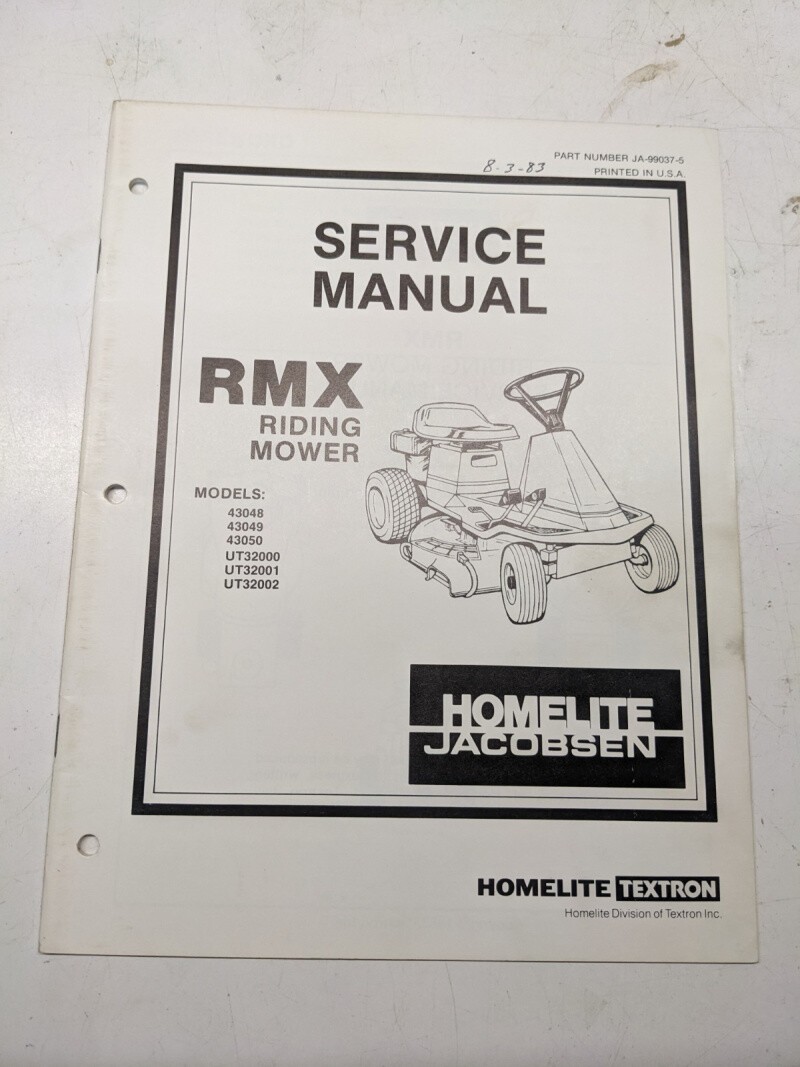 PART NUMBER JA-99037-5
8-3-83
PRINTED IN U.S.A.
SERVICE
MANUAL
RMX
RIDING
MOWER
MODELS:
43048
43049
43050
UT32000
UT32001
UT32002
HOMELITE
JACOBSEN
HOMELITE TEXTRON
Homelite Division of Textron Inc.